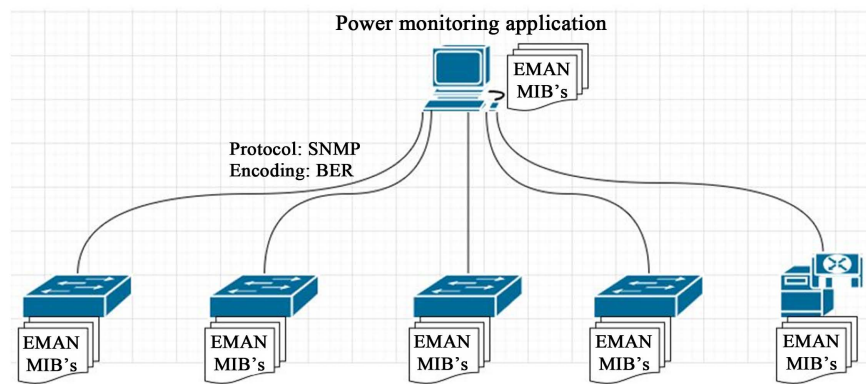 Power monitoring application
EMAN
MIB's
Protocol: SNMP
Encoding: BER
EMAN
MIB's
EMAN
MIB's
EMAN
MIB's
EMAN
MIB's
EMAN
MIB's